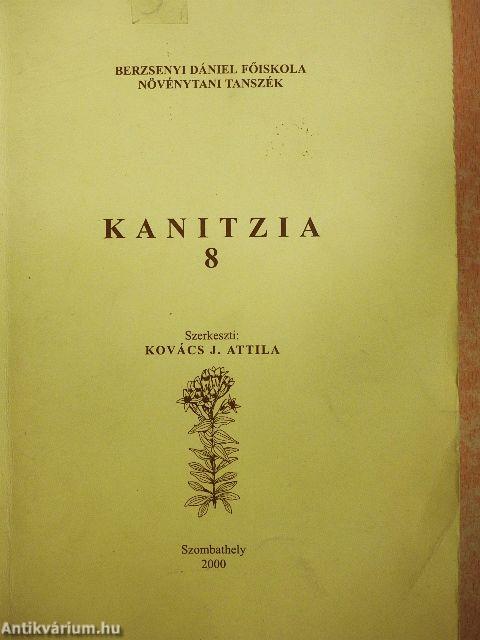 BERZSENYI DÁNIEL FŐISKOLA
NÖVÉNYTANI TANSZÉK
KANITZIA
8
Szerkeszti:
KOVÁCS J. ATTILA
Szombathely
2000
Antikvárium.hu